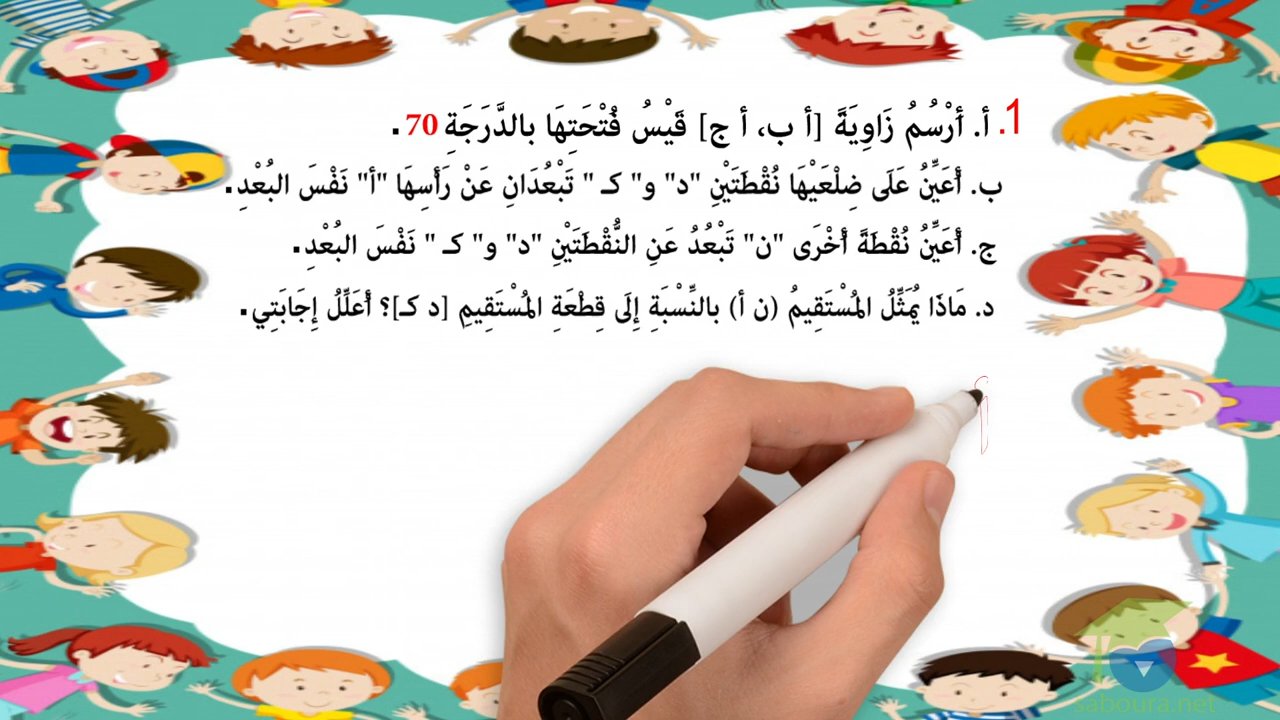 1. أ. أَرْسُمُ زَاوِيَةً [أ ب، أ ج] قَيْسُ فُتْحَتِهَا بالدَّرَجَةِ 70.
ب. أُعَيِّنُ عَلَى ضِلْعَيْهَا نُقْطَتَيْنِ "د" و" كـ " تَبْعُدَانِ عَنْ رَأْسِهَا "أ" نَفْسَ البُعْدِ.
ج. أُعَيِّنُ نُقْطَةً أُخْرَى "ن" تَبْعُدُ عَنِ النُّقْطَتَيْنِ "د" و" كـ " نَفْسَ البُعْدِ.
د. مَاذَا يُمَثِّلُ المُسْتَقِيمُ (ن أ) بالنِّسْبَةِ إِلَى قِطْعَةِ المُسْتَقِيمِ [د كـ]؟ أُعَلِّلُ إِجَابَتِي.
saboura.net